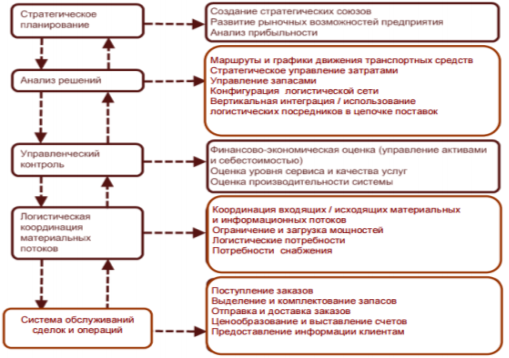 Стратегическое
планирование
Создание стратегических союзов
Развитие рыночных возможностей предприятия
Анализ прибыльности
Анализ решений
Маршруты и графики движения транспортных средств
Стратегическое управление затратами
Управление запасами
Конфигурация логистической сети
Вертикальная интеграция / использование
логистических посредников в цепочке поставок
Управленческий
контроль
Финансово-экономическая оценка (управление активами
и себестоимостью)
Оценка уровня сервиса и качества услуг
Оценка производительности системы
Логистическая
координация
материальных
потоков
Координация входящих / исходящих материальных
и информационных потоков
Ограничение и загрузка мощностей
Логистические потребности
Потребности снабжения
Система обслуживаний
сделок и операций
Поступление заказов
Выделение и комплектование запасов
Отправка и доставка заказов
Ценообразование и выставление счетов
Предоставление информации клиентам